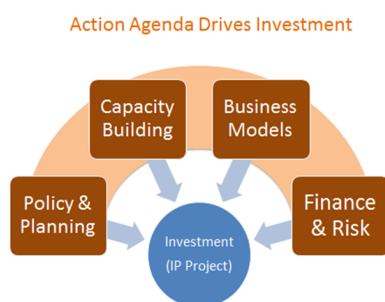 Action Agenda Drives Investment
Capacity
Building
Business
Models
Policy &
Planning
Finance
& Risk
Investment
(IP Project)